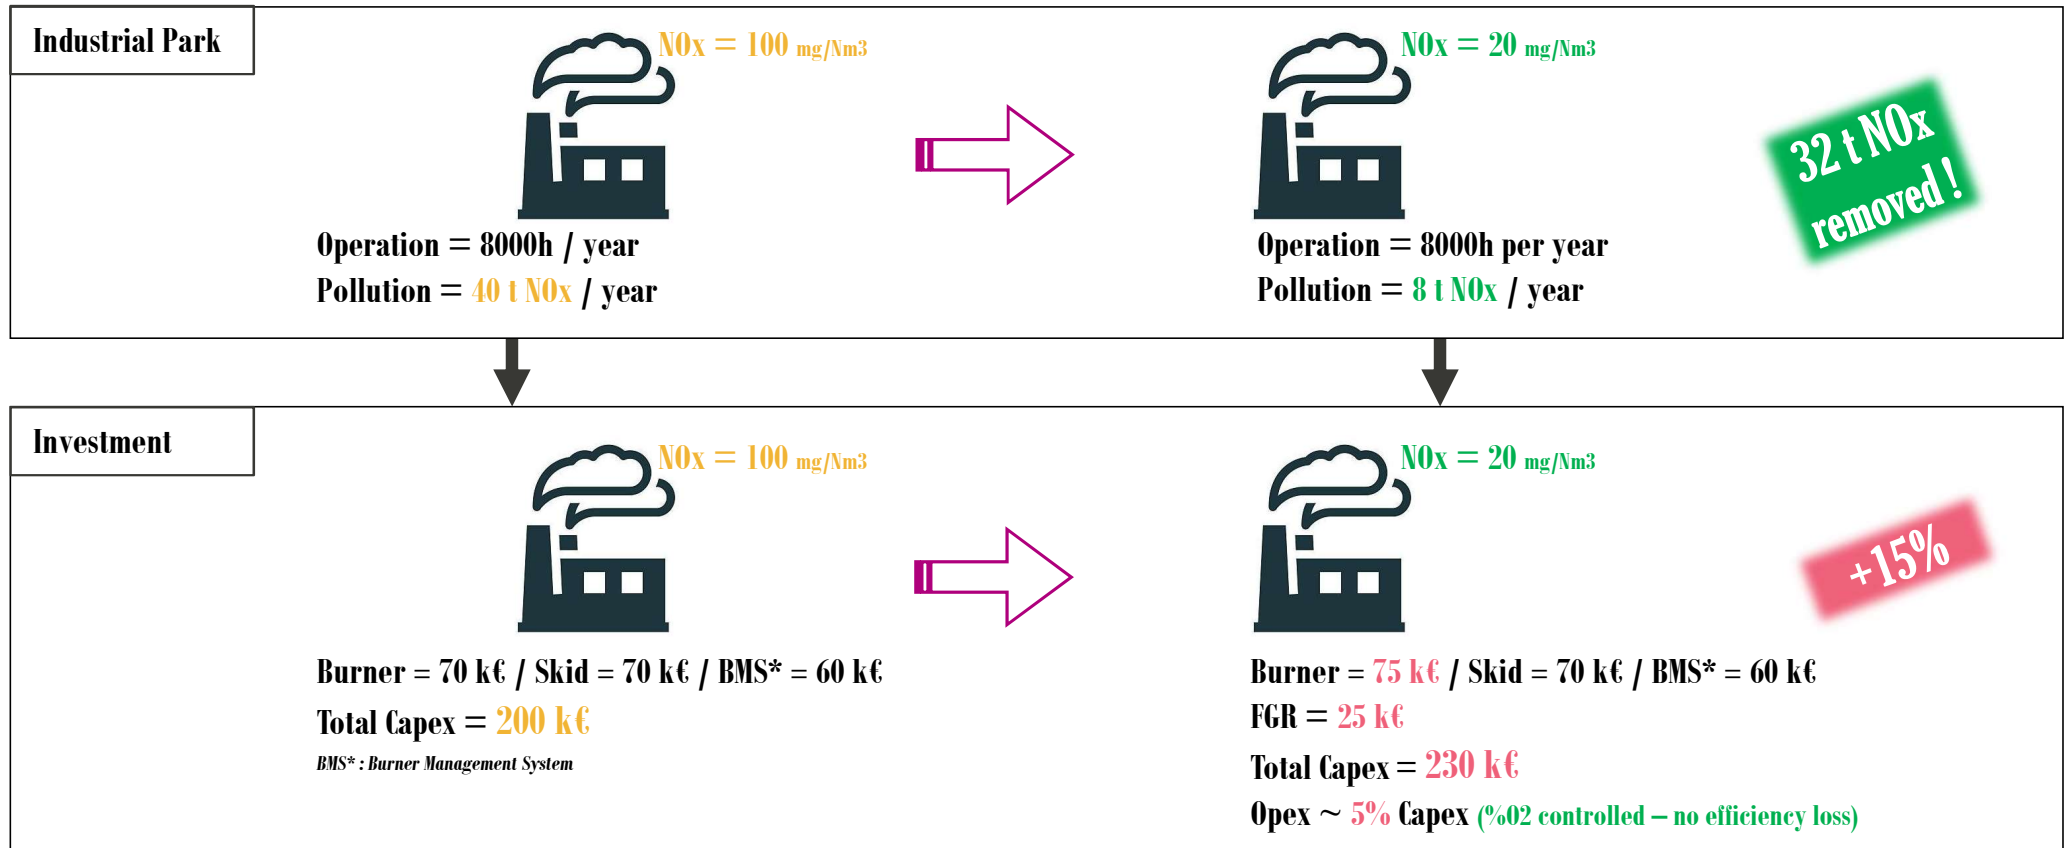 Industrial Park
NOx = 100 mg/Nm3
NOx = 20 mg/Nm3
32 t NOx
removed !
Operation = 8000h / year
Pollution = 40 t NOx / year
Operation = 8000h per year
Pollution = 8 t NOx / year
Investment
NOx = 100 mg/Nm3
NOx = 20 mg/Nm3
+15%
Burner = 70 k€ / Skid = 70 k€ / BMS* = 60 k€
Total Capex = 200 k€
BMS* : Burner Management System
Burner = 75 k€ / Skid = 70 k€ / BMS* = 60 k€
FGR = 25 k€
Total Capex = 230 k€
Opex ~ 5% Capex (%O2 controlled – no efficiency loss)